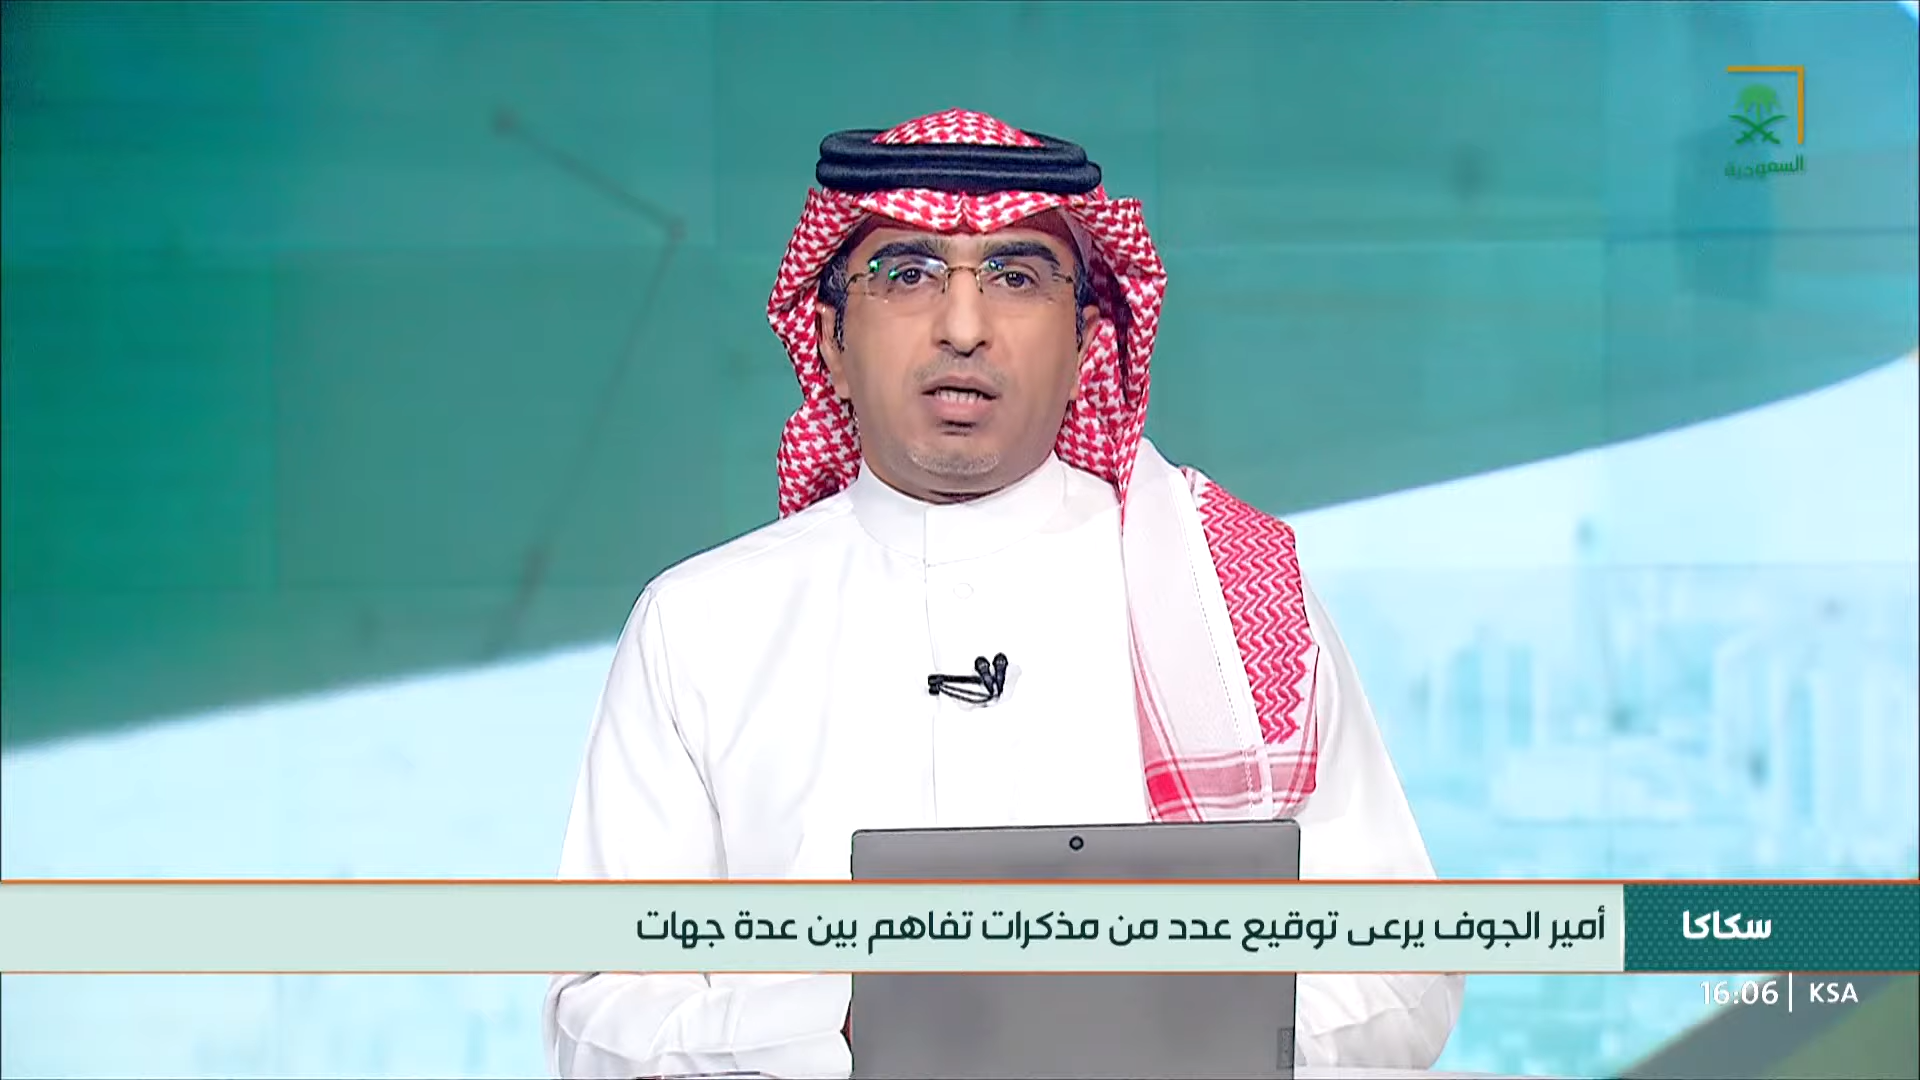 السعودية
سكاكا
أمير الجوف يرعى توقيع عدد من مذكرات تفاهم بين عدة جهات
16:06 | KSA